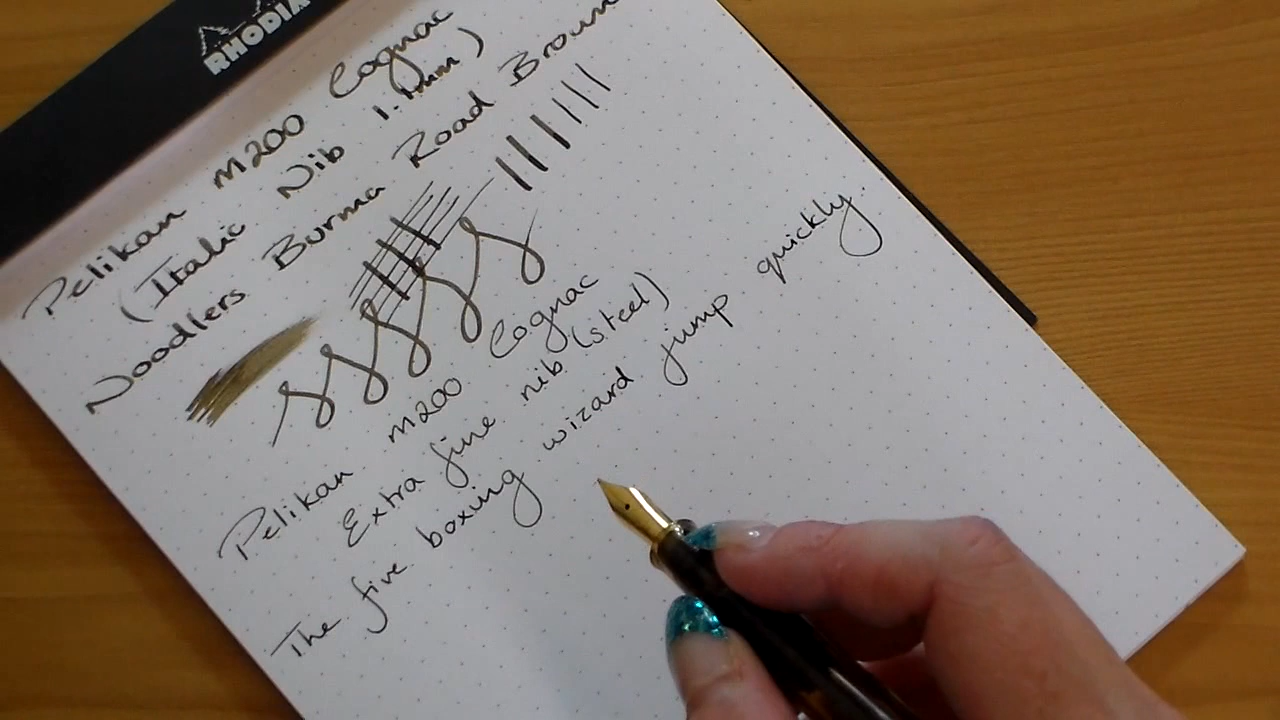 RHODIA
Pelikan M200 Cognac
(Italic Nib 1.1mm)
Noodlers Burma Road Brown
Pelikan M200 Cognac
Extra fine nib (steel)
The five boxing wizard jump quickly.